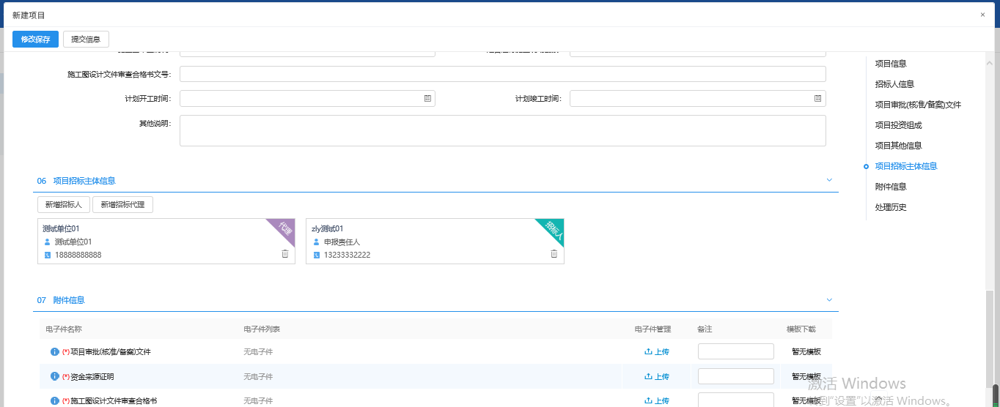 新建项目 ×
修改保存 提交信息
施工图设计文件审查合格书文号：
计划开工时间： 计划竣工时间：
其他说明：
项目信息
招标人信息
项目审批(核准/备案)文件
项目投资组成
项目其他信息
项目招标主体信息
附件信息
处理历史
06 项目招标主体信息
新增招标人 新增招标代理
测试单位01 代理
测试单位01
18888888888
zly测试01 招标人
申报责任人
13233332222
07 附件信息
电子件名称 电子件列表 电子件管理 备注 模板下载
(*)项目审批(核准/备案)文件 无电子件 上传 暂无模板
(*)资金来源证明 无电子件 上传 暂无模板
(*)施工图设计文件审查合格书 无电子件 上传 暂无模板
激活 Windows
转到"设置"以激活 Windows。